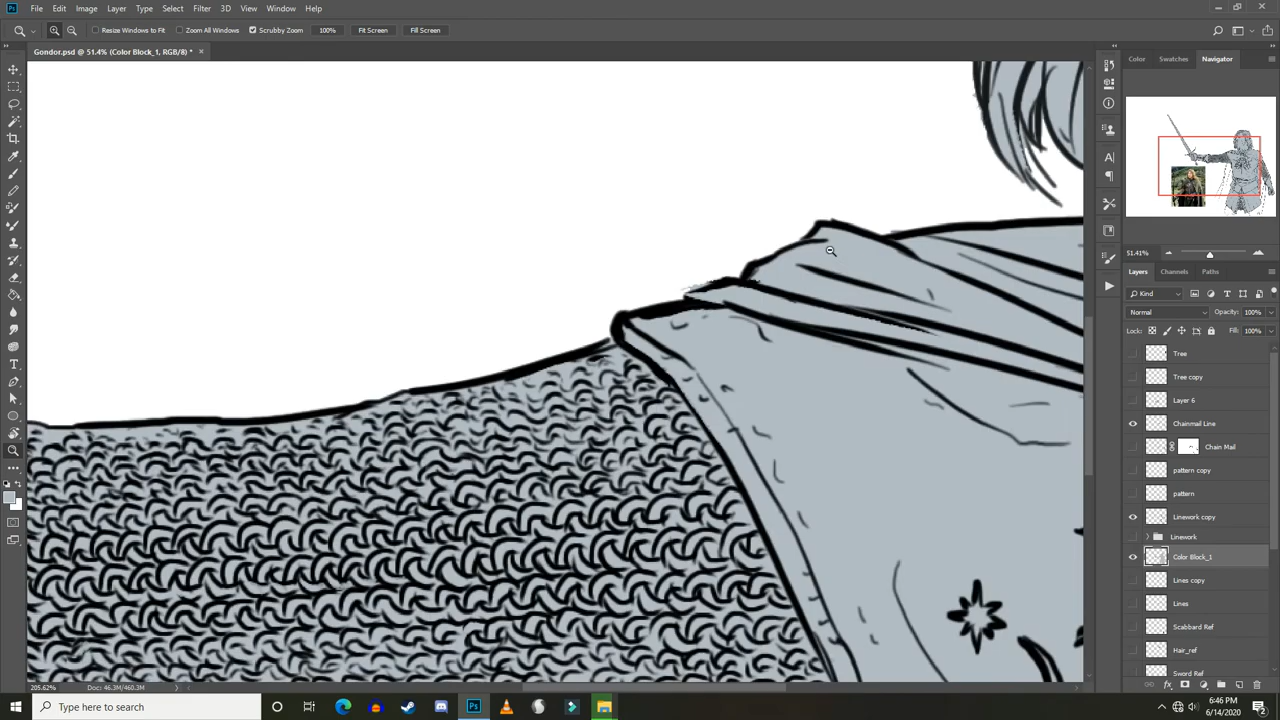 Ps File Edit Image Layer Type Select Filter 3D View Window Help
Resize Windows to Fit Zoom All Windows Scrubby Zoom 100% Fit Screen Fill Screen
Gondor.psd @ 51.4% (Color Block_1, RGB/8) *
Color Swatches Navigator
51.41%
Layers Channels Paths
Kind
Normal Opacity: 100%
Lock: Fill: 100%
Tree
Tree copy
Layer 6
Chainmail Line
Chain Mail
pattern copy
pattern
Linework copy
Linework
Color Block_1
Lines copy
Lines
Scabbard Ref
Hair_ref
Sword Ref
205.62% Doc: 46.3M/460.3M
Type here to search
Ps
6:46 PM
6/14/2020
2